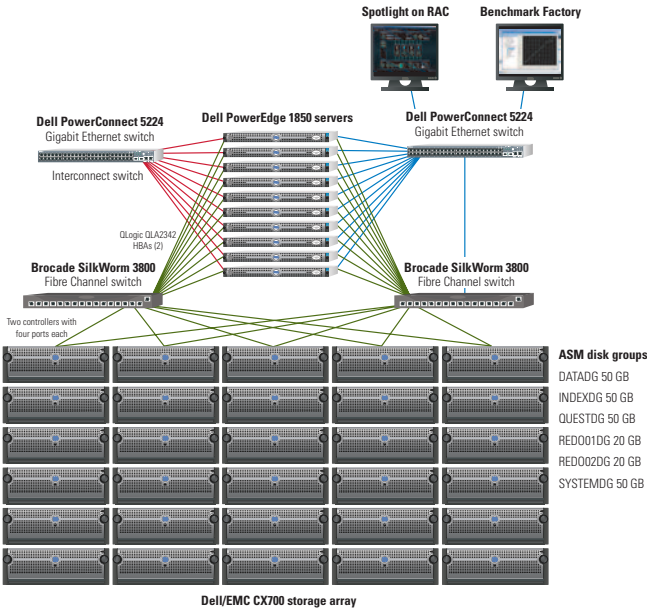 Spotlight on RAC
Benchmark Factory
Dell PowerConnect 5224
Gigabit Ethernet switch
Dell PowerEdge 1850 servers
Dell PowerConnect 5224
Gigabit Ethernet switch
Interconnect switch
QLogic QLA2342
HBAs (2)
Brocade SilkWorm 3800
Fibre Channel switch
Brocade SilkWorm 3800
Fibre Channel switch
Two controllers with
four ports each
ASM disk groups
DATADG 50 GB
INDEXDG 50 GB
QUESTDG 50 GB
REDO01DG 20 GB
REDO02DG 20 GB
SYSTEMDG 50 GB
Dell/EMC CX700 storage array